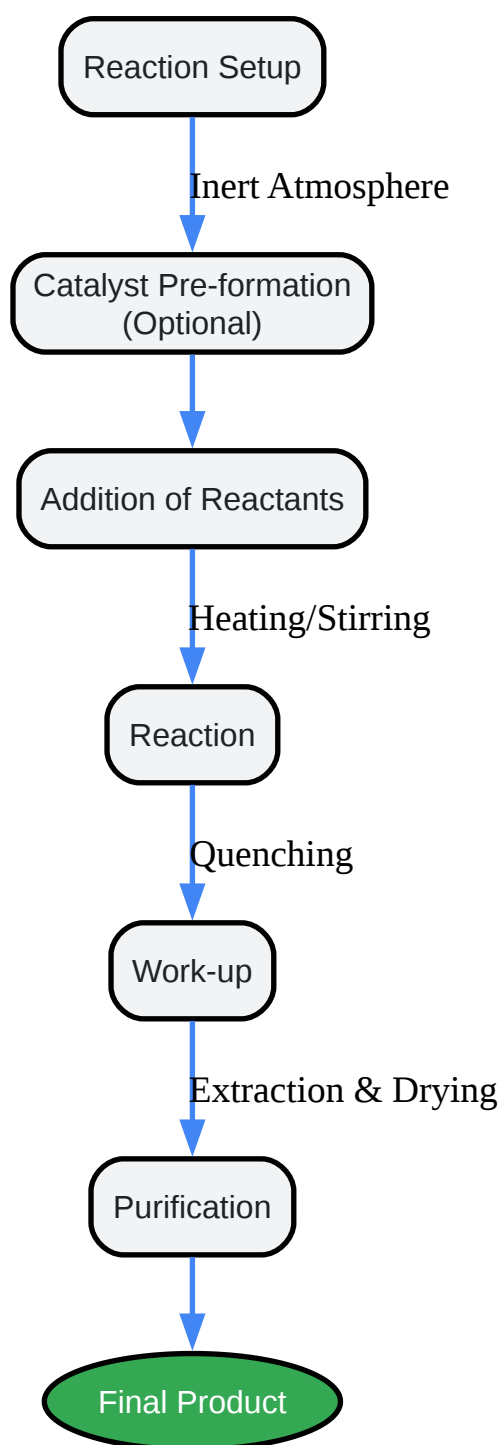 Reaction Setup
Inert Atmosphere
Catalyst Pre-formation
(Optional)
Addition of Reactants
Heating/Stirring
Reaction
Quenching
Work-up
Extraction & Drying
Purification
Final Product